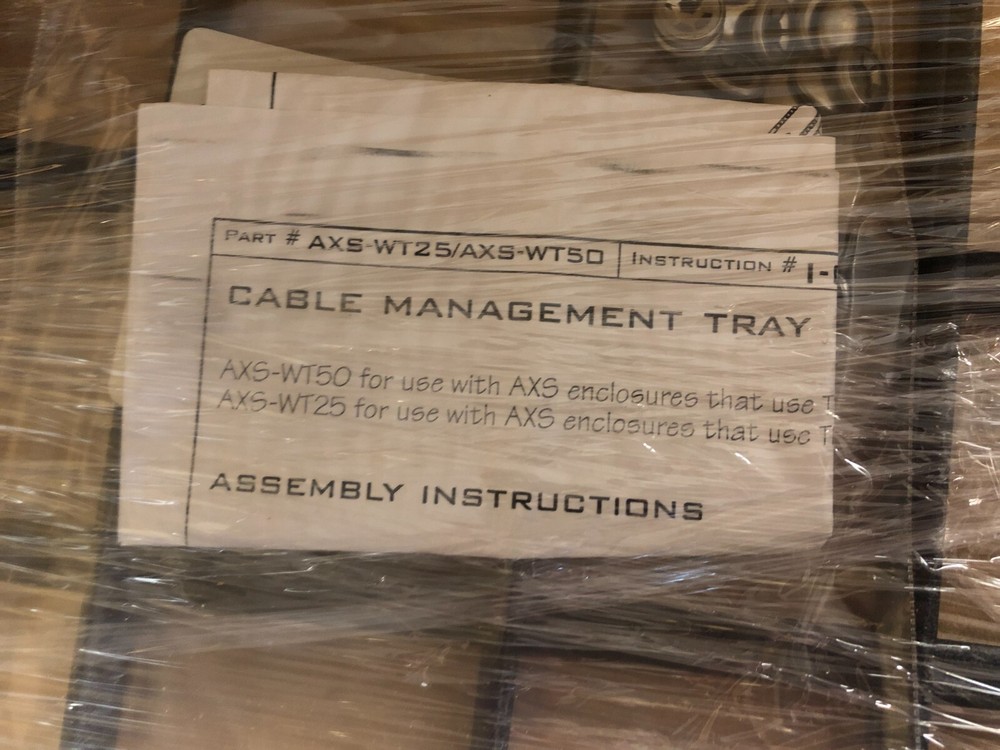 PART # AXS-WT25/AXS-WT50
INSTRUCTION # I-
CABLE MANAGEMENT TRAY
AXS-WT50 for use with AXS enclosures that use T
AXS-WT25 for use with AXS enclosures that use T
ASSEMBLY INSTRUCTIONS